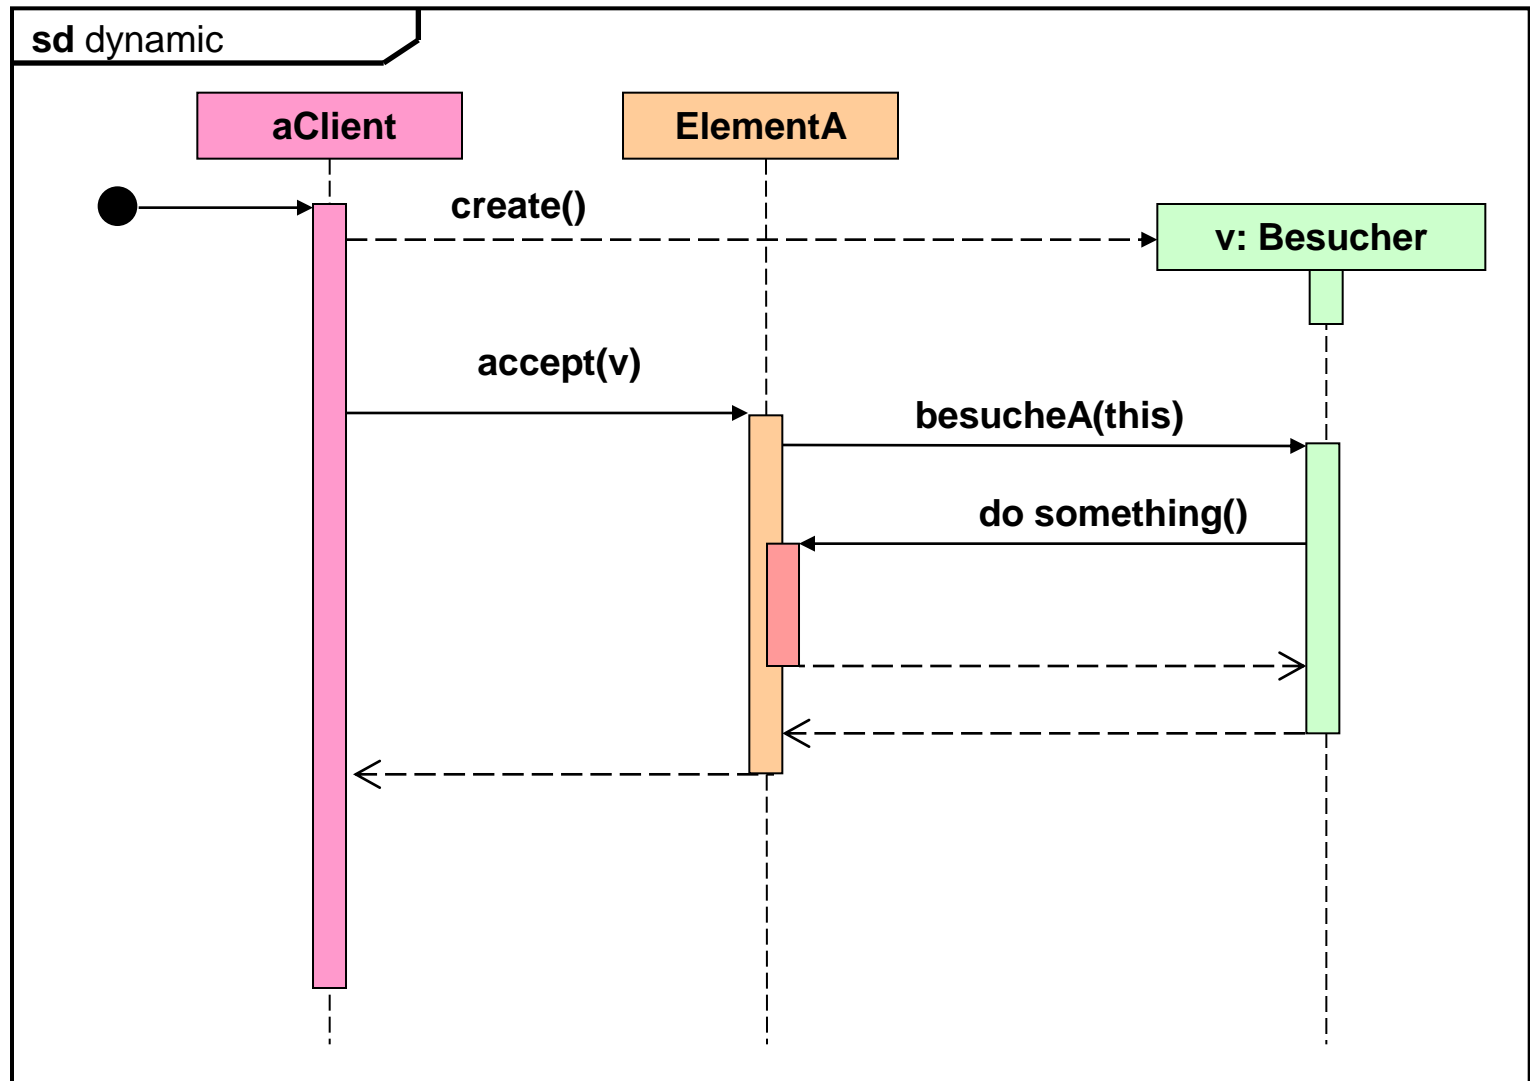 sd dynamic
aClient
ElementA
create()
v: Besucher
accept(v)
besucheA(this)
do something()